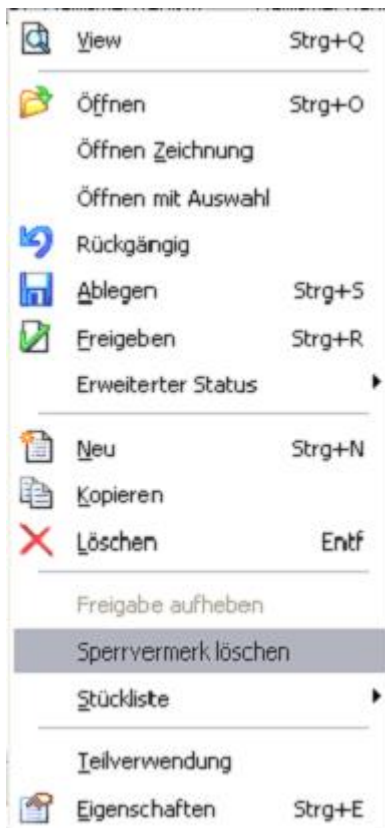 View Strg+Q
Öffnen Strg+O
Öffnen Zeichnung
Öffnen mit Auswahl
Rückgängig
Ablegen Strg+S
Freigeben Strg+R
Erweiterter Status
Neu Strg+N
Kopieren
Löschen Entf
Freigabe aufheben
Sperrvermerk löschen
Stückliste
Teilverwendung
Eigenschaften Strg+E